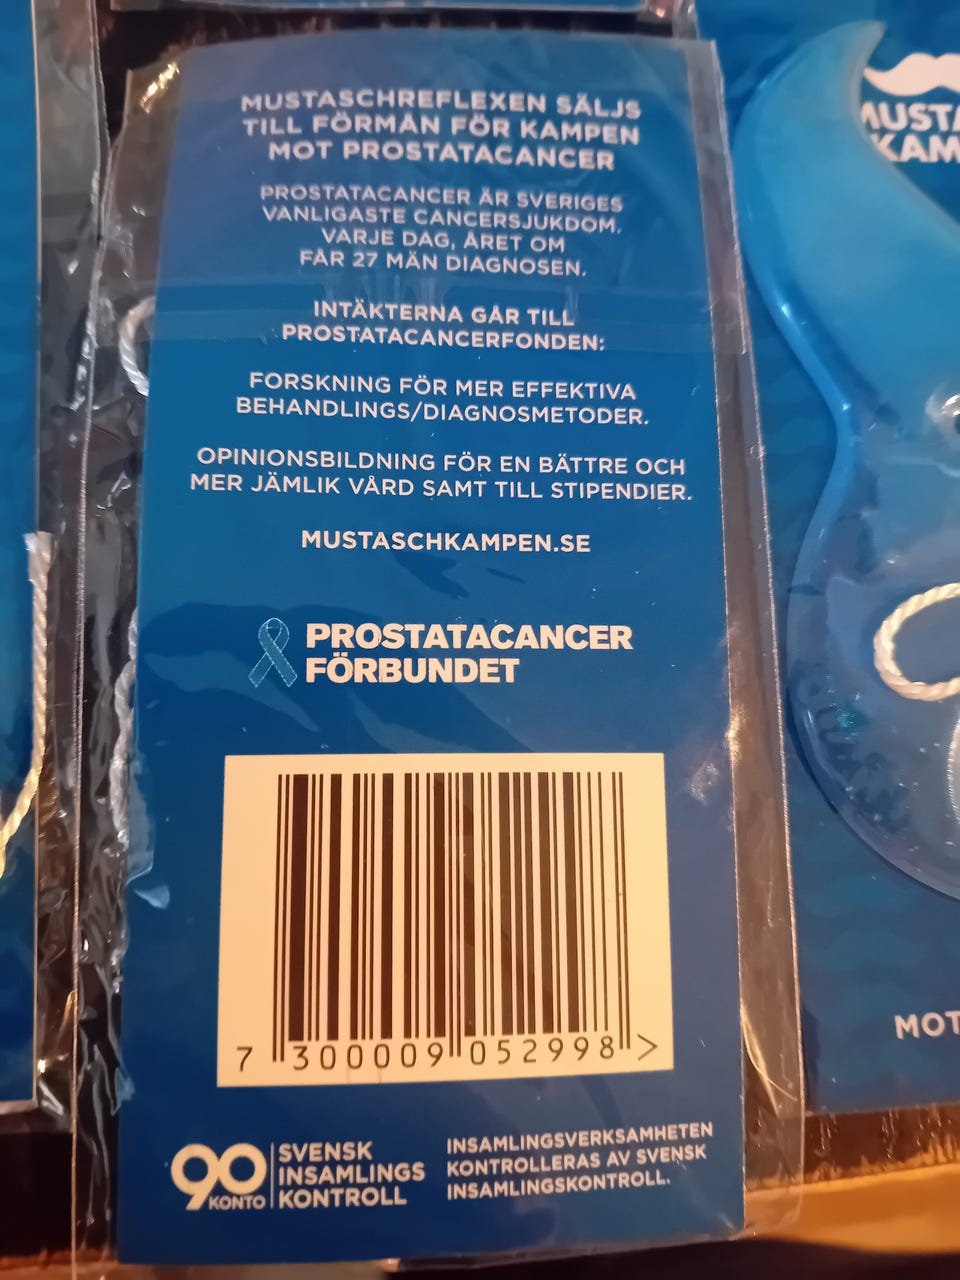 MUSTASCHREFLEXEN SÄLJS
TILL FÖRMÅN FÖR KAMPEN
MOT PROSTATACANCER
PROSTATACANCER ÄR SVERIGES
VANLIGASTE CANCERSJUKDOM.
VARJE DAG, ÅRET OM
FÅR 27 MÄN DIAGNOSEN.
INTÄKTERNA GÅR TILL
PROSTATACANCERFONDEN:
FORSKNING FÖR MER EFFEKTIVA
BEHANDLINGS/DIAGNOSMETODER.
OPINIONSBILDNING FÖR EN BÄTTRE OCH
MER JÄMLIK VÅRD SAMT TILL STIPENDIER.
MUSTASCHKAMPEN.SE
PROSTATACANCER
FÖRBUNDET
7 300009 052998 >
90
KONTO
SVENSK
INSAMLINGS
KONTROLL
INSAMLINGSVERKSAMHETEN
KONTROLLERAS AV SVENSK
INSAMLINGSKONTROLL.
MUSTA
KAM
MOT